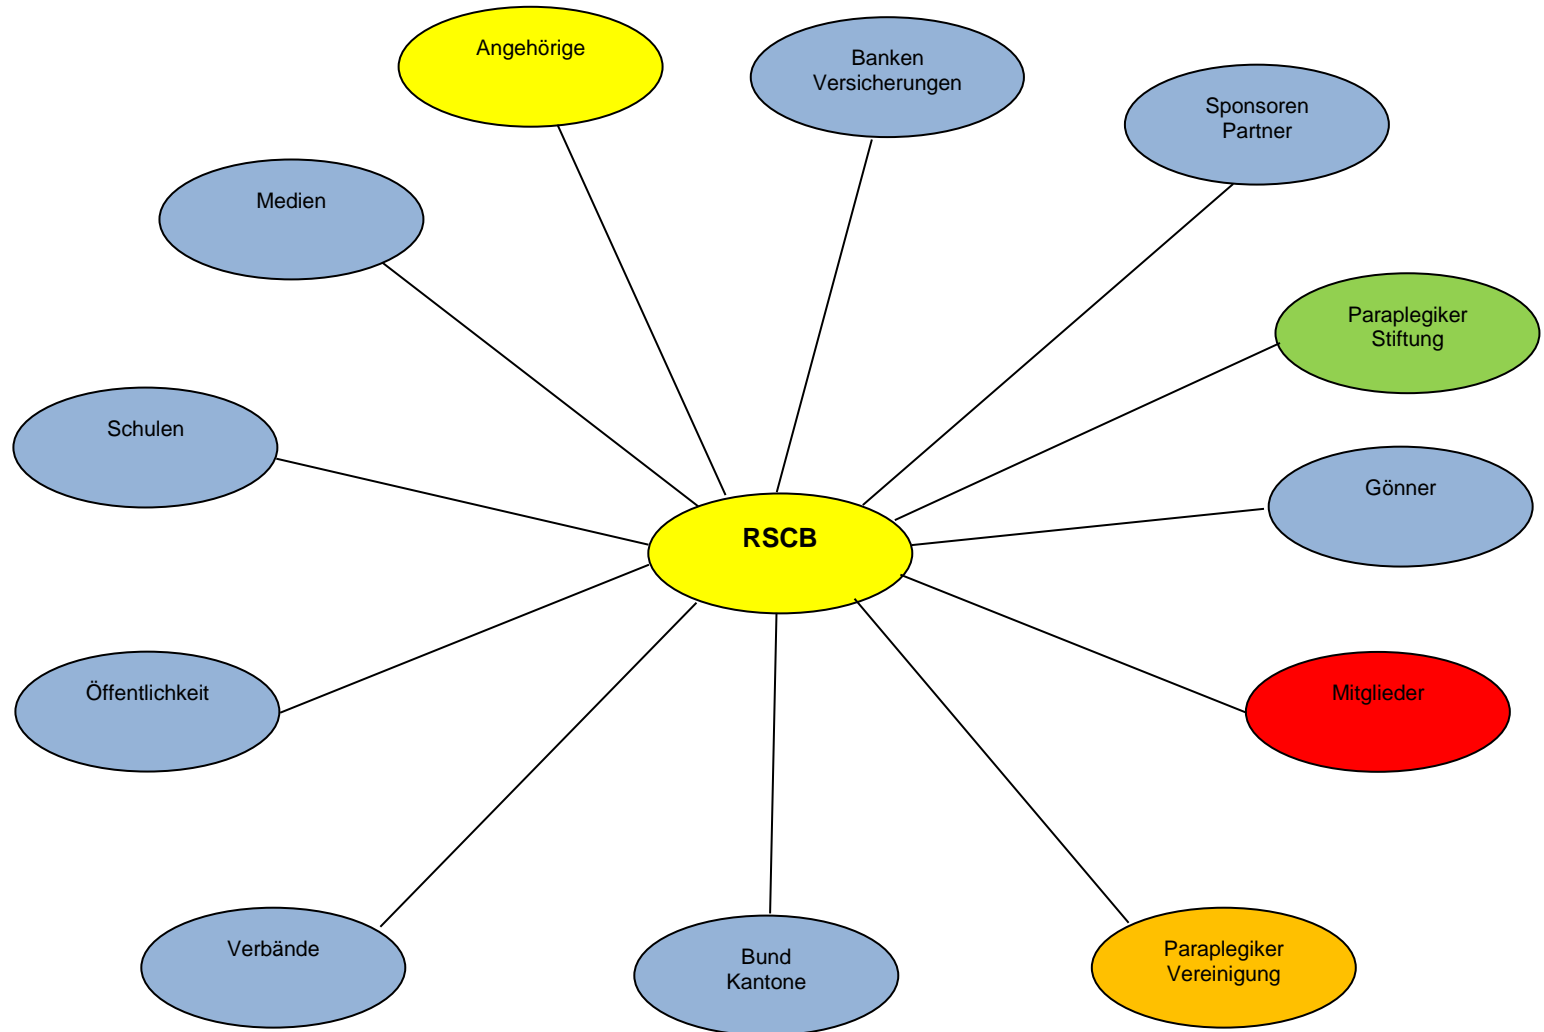 Angehörige
Banken
Versicherungen
Sponsoren
Partner
Medien
Paraplegiker
Stiftung
Schulen
Gönner
RSCB
Öffentlichkeit
Mitglieder
Verbände
Bund
Kantone
Paraplegiker
Vereinigung